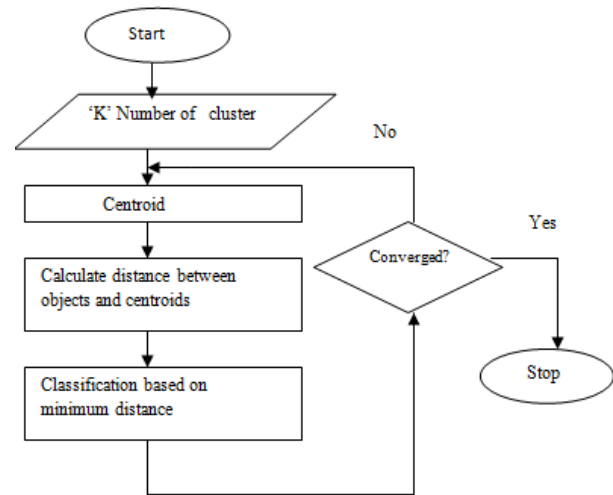 Start
‘K’ Number of cluster
No
Centroid
Yes
Converged?
Calculate distance between
objects and centroids
Stop
Classification based on
minimum distance